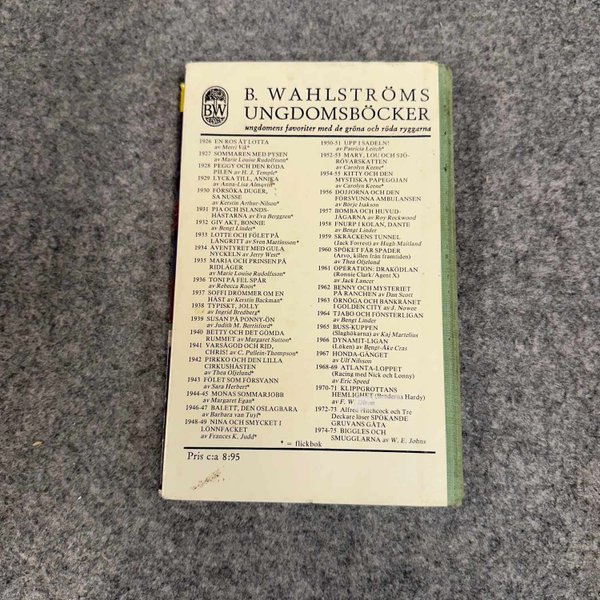 BW
B. WAHLSTRÖMS
UNGDOMSBÖCKER
ungdomens favoriter med de gröna och röda ryggarna
1926 EN ROS ÅT LOTTA
av Merri Vik*
1927 SOMMAREN MED PYSEN
av Marie Louise Rudolfsson*
1928 PEGGY OCH DEN RÖDA
PILEN av H. J. Temple*
1929 LYCKA TILL, ANNIKA
av Anna-Lisa Almqvist*
1930 FÖRSÖKA DUGER,
SA NUSSE
av Kerstin Arthur-Nilson*
1931 PIA OCH ISLANDS-
HÄSTARNA av Eva Berggren*
1932 GIV AKT, BONNIE
av Bengt Linder*
1933 LOTTE OCH FÖLET PÅ
LÅNGRITT av Sven Martinson*
1934 ÄVENTYRET MED GULA
NYCKELN av Jerry West*
1935 MARIA OCH PRINSEN PÅ
RIDLÄGER
av Marie Louise Rudolfsson*
1936 TONI PÅ FEL SPÅR
av Rebecca Roon*
1937 SOFFI DRÖMMER OM EN
HÄST av Kerstin Backman*
1938 TYPISKT, JOLLY
av Ingrid Bredberg*
1939 SUSAN PÅ PONNY-ÖN
av Judith M. Berrisford*
1940 BETTY OCH DET GÖMDA
RUMMET av Margaret Sutton*
1941 VARSÅGOD OCH RID,
CHRIS! av C. Pullein-Thompson*
1942 PIRKKO OCH DEN LILLA
CIRKUSHÄSTEN
av Thea Oljelund*
1943 FÖLET SOM FÖRSVANN
av Sara Herbert*
1944-45 MONAS SOMMARJOBB
av Margaret Egan*
1946-47 BALETT, DEN OSLAGBARA
av Barbara van Tuyl*
1948-49 NINA OCH SMYCKET I
LÖNNFACKET
av Frances K. Judd*
1950-51 UPP I SADELN!
av Patricia Leitch*
1952-53 MARY, LOU OCH SJÖ-
RÖVARSKATTEN
av Carolyn Keene*
1954-55 KITTY OCH DEN
MYSTISKA PAPEGOJAN
av Carolyn Keene*
1956 DOJJORNA OCH DEN
FÖRSVUNNA AMBULANSEN
av Börje Isakson
1957 BOMBA OCH HUVUD-
JÄGARNA av Roy Rockwood
1958 FNURP I KOLAN, DANTE
av Bengt Linder
1959 SKRÄCKENS TUNNEL
(Jack Forrest) av Hugh Maitland
1960 SPÖKET FÅR SPADER
(Arvo, killen från framtiden)
av Thea Oljelund
1961 OPERATION: DRAKÖDLAN
(Ronnie Clark/Agent X)
av Jack Lancer
1962 BENNY OCH MYSTERIET
PÅ RANCHEN av Dan Scott
1963 ÖRNÖGA OCH BANKRÅNET
I GOLDEN CITY av J. Nowee
1964 TJABO OCH FÖNSTERLIGAN
av Bengt Linder
1965 BUSS-KUPPEN
(Slaghökarna) av Kaj Martelius
1966 DYNAMIT-LIGAN
(Löken) av Bengt-Åke Cras
1967 HONDA-GÄNGET
av Ulf Nilsson
1968-69 ATLANTA-LOPPET
(Racing med Nick och Lonny)
av Eric Speed
1970-71 KLIPPGROTTANS
HEMLIGHET (Bröderna Hardy)
av F. W. Dixon
1972-73 Alfred Hitchcock och Tre
Deckare löser SPÖKANDE
GRUVANS GÅTA
1974-75 BIGGLES OCH
SMUGGLARNA av W. E. Johns
* = flickbok
Pris c:a 8:95